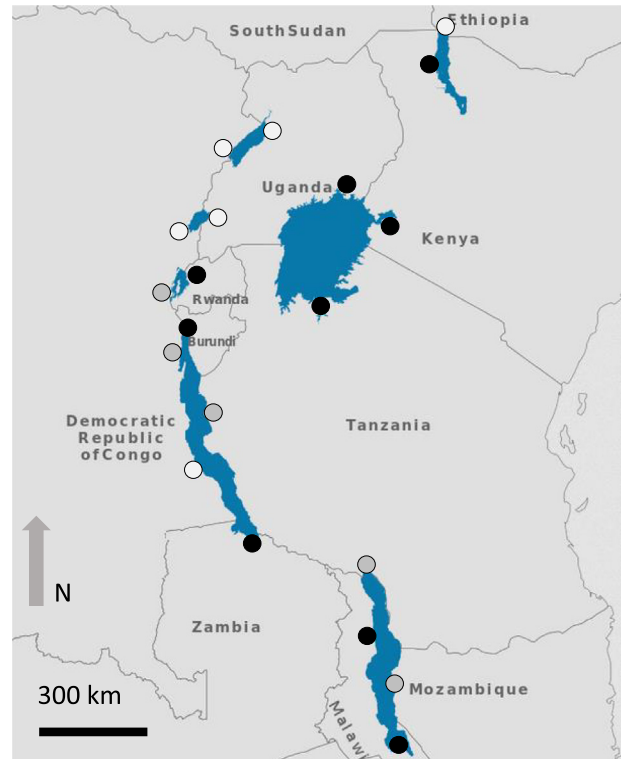 SouthSudan
Ethiopia
Uganda
Kenya
Rwanda
Burundi
Democratic
Republic
ofCongo
Tanzania
N
Zambia
300 km
Mozambique
Malawi